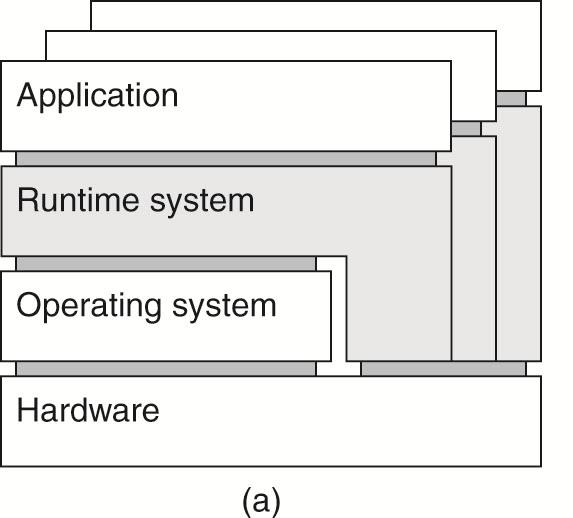 Application
Runtime system
Operating system
Hardware
(a)